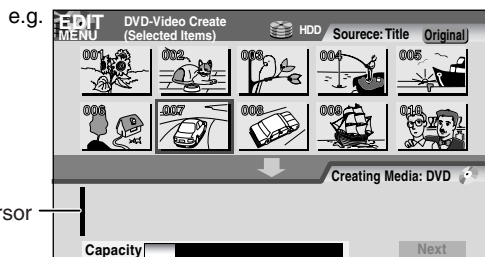 e.g.
EDIT MENU
DVD-Video Create
(Selected Items)
HDD
Sourece: Title
Original
001 002 003 004 005
006 007 008 009 010
Creating Media: DVD
rsor
Capacity
Next